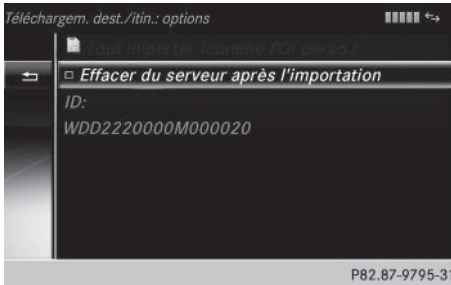 Téléchargem. dest./itin.: options
Tout importer (comme POI perso.)
Effacer du serveur après l'importation
ID:
WDD2220000M000020
P82.87-9795-31